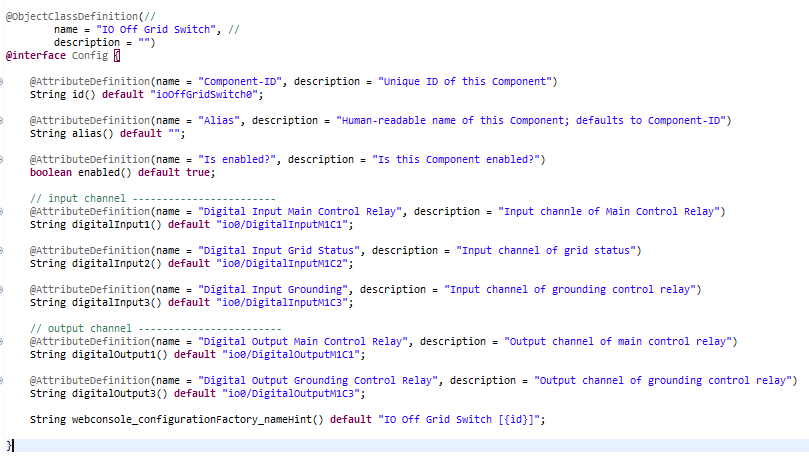 @ObjectClassDefinition(//
name = "IO Off Grid Switch", //
description = "")
@interface Config {
@AttributeDefinition(name = "Component-ID", description = "Unique ID of this Component")
String id() default "ioOffGridSwitch0";
@AttributeDefinition(name = "Alias", description = "Human-readable name of this Component; defaults to Component-ID")
String alias() default "";
@AttributeDefinition(name = "Is enabled?", description = "Is this Component enabled?")
boolean enabled() default true;
// input channel ------------------------
@AttributeDefinition(name = "Digital Input Main Control Relay", description = "Input channle of Main Control Relay")
String digitalInput1() default "io0/DigitalInputM1C1";
@AttributeDefinition(name = "Digital Input Grid Status", description = "Input channel of grid status")
String digitalInput2() default "io0/DigitalInputM1C2";
@AttributeDefinition(name = "Digital Input Grounding", description = "Input channel of grounding control relay")
String digitalInput3() default "io0/DigitalInputM1C3";
// output channel ------------------------
@AttributeDefinition(name = "Digital Output Main Control Relay", description = "Output channel of main control relay")
String digitalOutput1() default "io0/DigitalOutputM1C1";
@AttributeDefinition(name = "Digital Output Grounding Control Relay", description = "Output channel of grounding control relay")
String digitalOutput3() default "io0/DigitalOutputM1C3";
String webconsole_configurationFactory_nameHint() default "IO Off Grid Switch [{id}]";
}